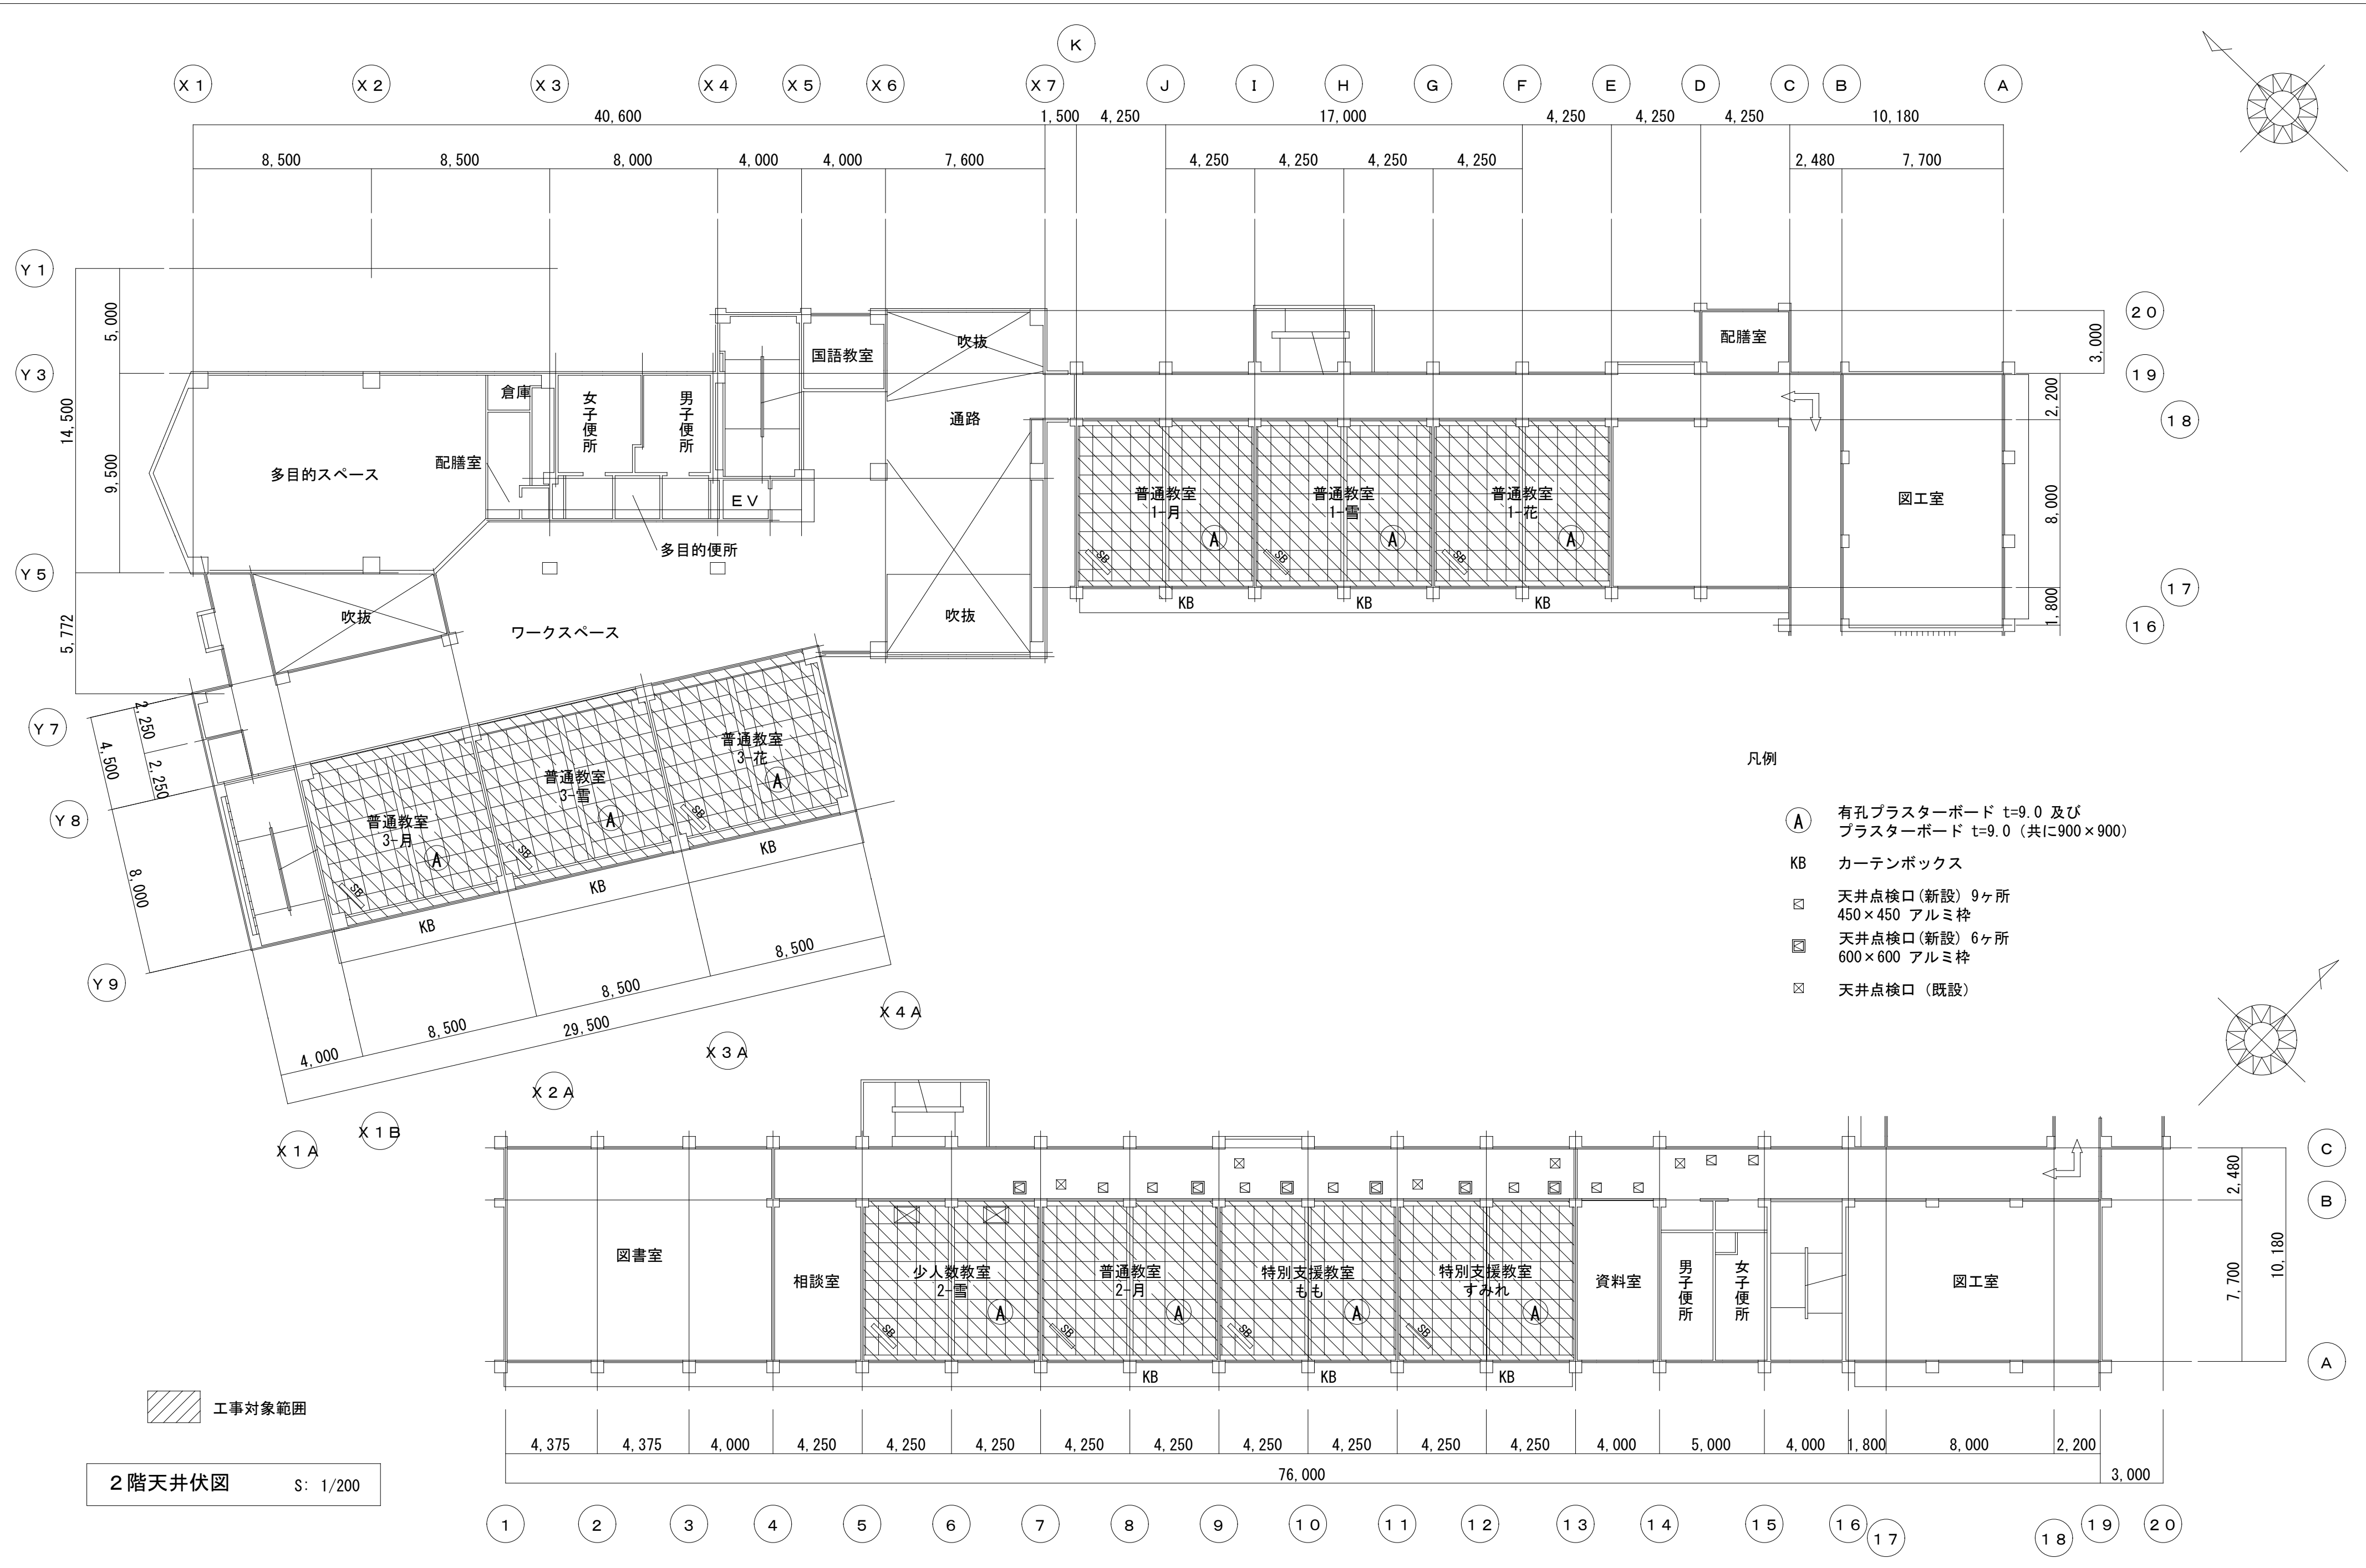 K
X1 X2 X3 X4 X5 X6 X7 J I H G F E D C B A
40,600 1,500 4,250 17,000 4,250 4,250 4,250 10,180
8,500 8,500 8,000 4,000 4,000 7,600 4,250 4,250 4,250 4,250 2,480 7,700
Y1
Y3
Y5
Y7
Y8
Y9
5,000
14,500
9,500
5,772
2,250
4,500
2,250
8,000
20
19
18
17
16
3,000
2,200
8,000
1,800
倉庫
女子便所
男子便所
国語教室
吹抜
通路
配膳室
多目的スペース
配膳室
EV
多目的便所
吹抜
ワークスペース
吹抜
普通教室
1-月
A
SB
KB
普通教室
1-雪
A
SB
KB
普通教室
1-花
A
SB
KB
図工室
普通教室
3-花
A
SB
KB
普通教室
3-雪
A
SB
KB
普通教室
3-月
A
SB
KB
4,000
8,500
8,500
8,500
29,500
X1A
X1B
X2A
X3A
X4A
凡例
A 有孔プラスターボード t=9.0 及び
プラスターボード t=9.0（共に900×900）
KB カーテンボックス
天井点検口(新設) 9ヶ所
450×450 アルミ枠
天井点検口(新設) 6ヶ所
600×600 アルミ枠
天井点検口（既設）
図書室
相談室
少人数教室
2-雪
A
SB
普通教室
2-月
A
SB
KB
特別支援教室
もも
A
SB
KB
特別支援教室
すみれ
A
SB
KB
資料室
男子便所
女子便所
図工室
C
B
A
2,480
7,700
10,180
4,375 4,375 4,000 4,250 4,250 4,250 4,250 4,250 4,250 4,250 4,250 4,250 4,000 5,000 4,000 1,800 8,000 2,200
76,000 3,000
1 2 3 4 5 6 7 8 9 10 11 12 13 14 15 16 17 18 19 20
工事対象範囲
2階天井伏図 S: 1/200